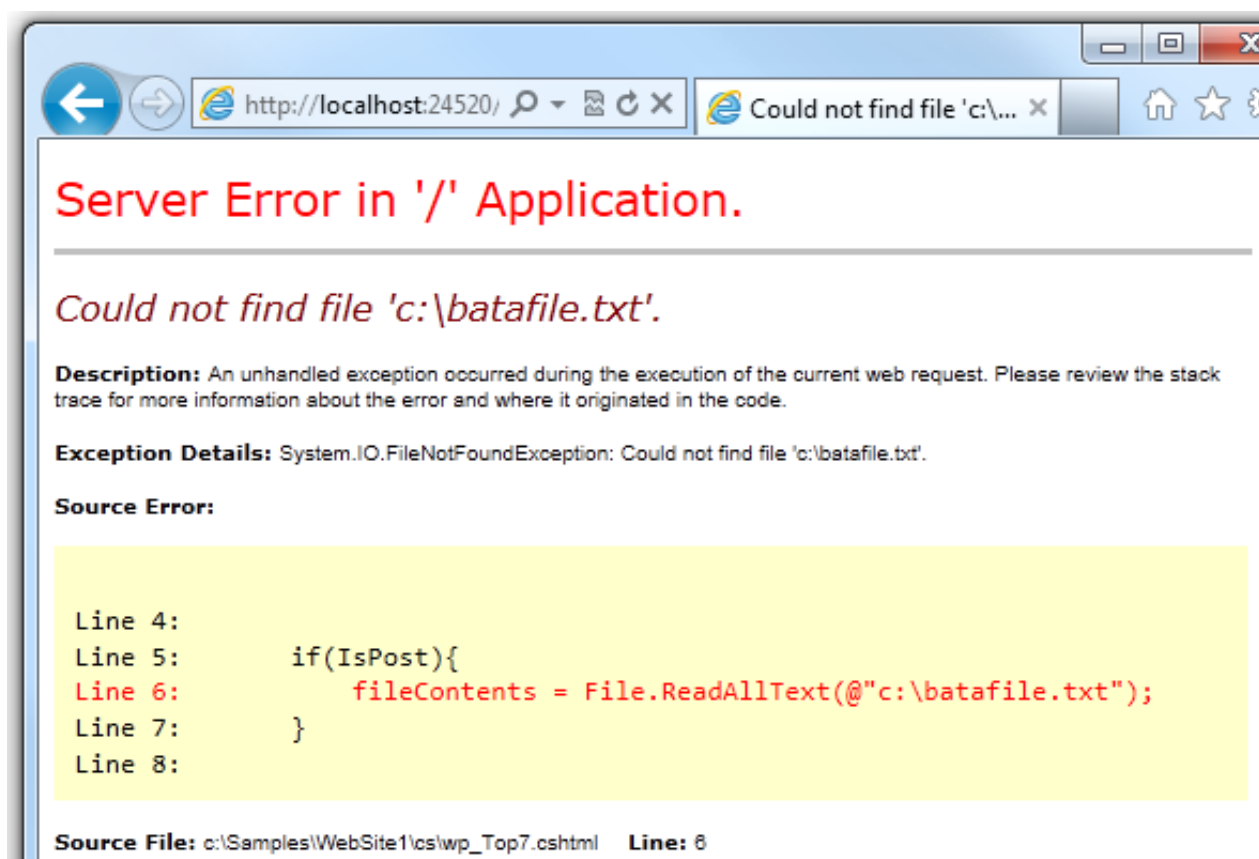 http://localhost:24520/
Could not find file 'c:\...
Server Error in '/' Application.
Could not find file 'c:\batafile.txt'.
Description: An unhandled exception occurred during the execution of the current web request. Please review the stack
trace for more information about the error and where it originated in the code.
Exception Details: System.IO.FileNotFoundException: Could not find file 'c:\batafile.txt'.
Source Error:
Line 4:
Line 5:        if(IsPost){
Line 6:            fileContents = File.ReadAllText(@"c:\batafile.txt");
Line 7:        }
Line 8:
Source File: c:\Samples\WebSite1\cs\wp_Top7.cshtml    Line: 6